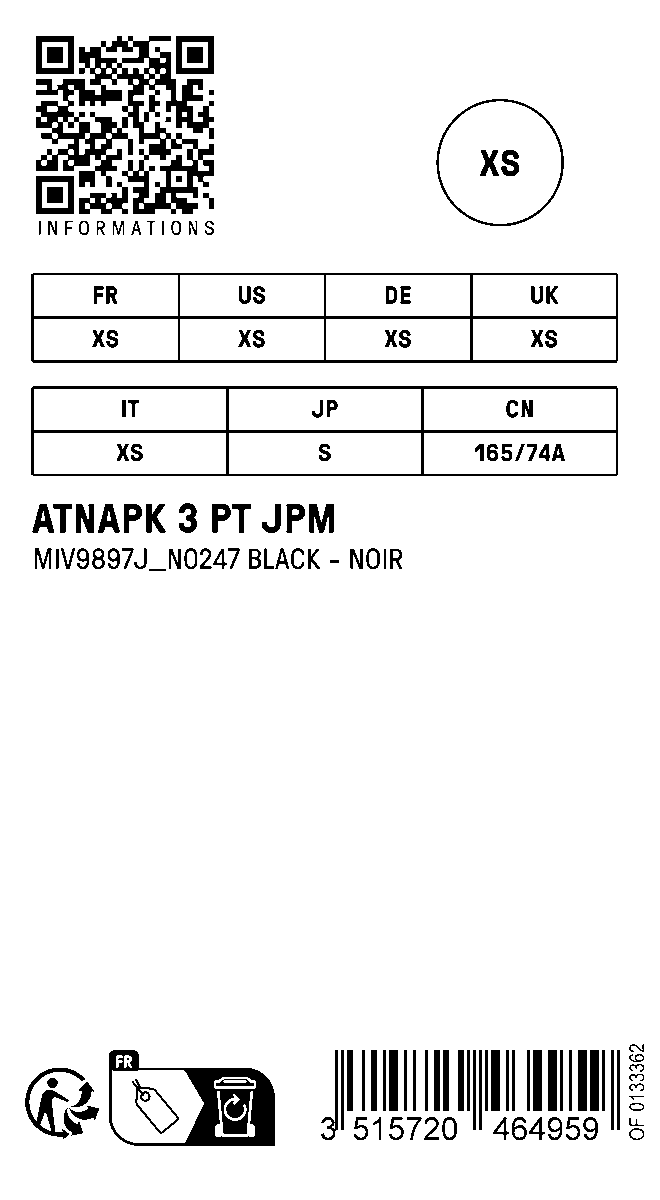 INFORMATIONS
XS
FR US DE UK
XS XS XS XS
IT JP CN
XS S 165/74A
ATNAPK 3 PT JPM
MIV9897J_N0247 BLACK - NOIR
FR
3 515720 464959
OF 0133362